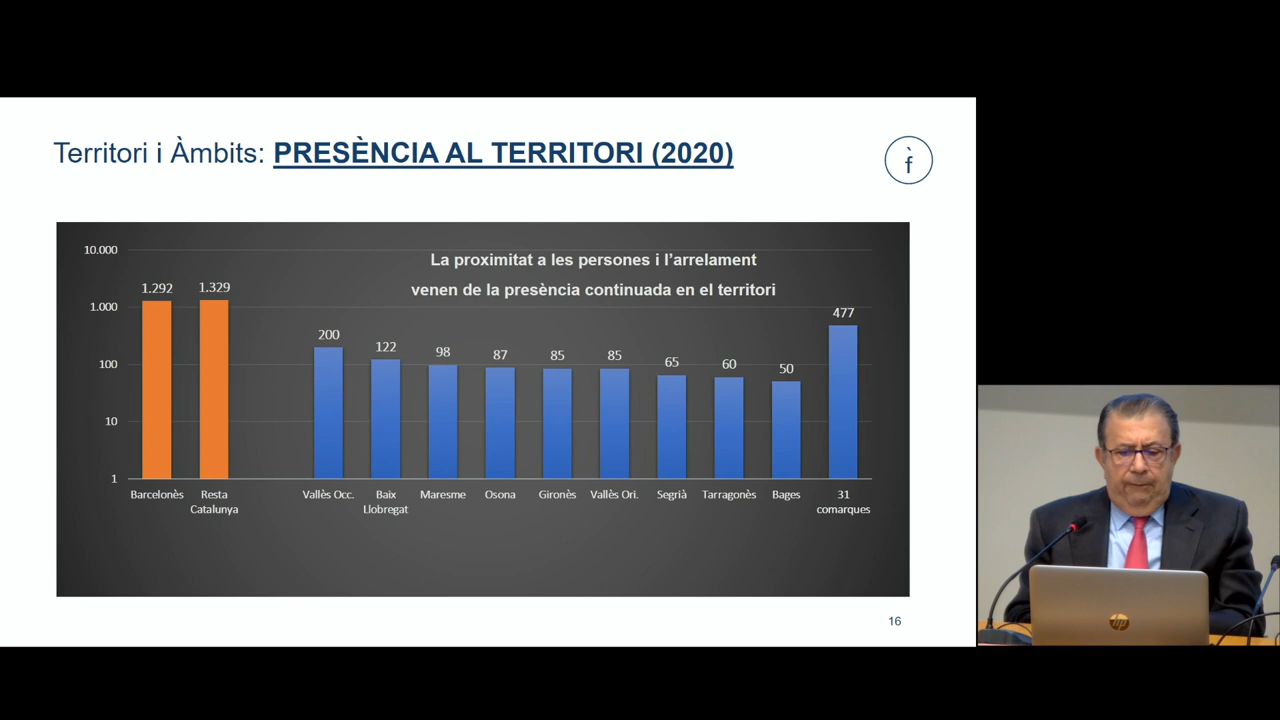 Territori i Àmbits: PRESÈNCIA AL TERRITORI (2020)
f̀
La proximitat a les persones i l'arrelament
venen de la presència continuada en el territori
10.000
1.000
100
10
1
1.292
1.329
200
122
98
87
85
85
65
60
50
477
Barcelonès
Resta
Catalunya
Vallès Occ.
Baix
Llobregat
Maresme
Osona
Gironès
Vallès Ori.
Segrià
Tarragonès
Bages
31
comarques
16
hp